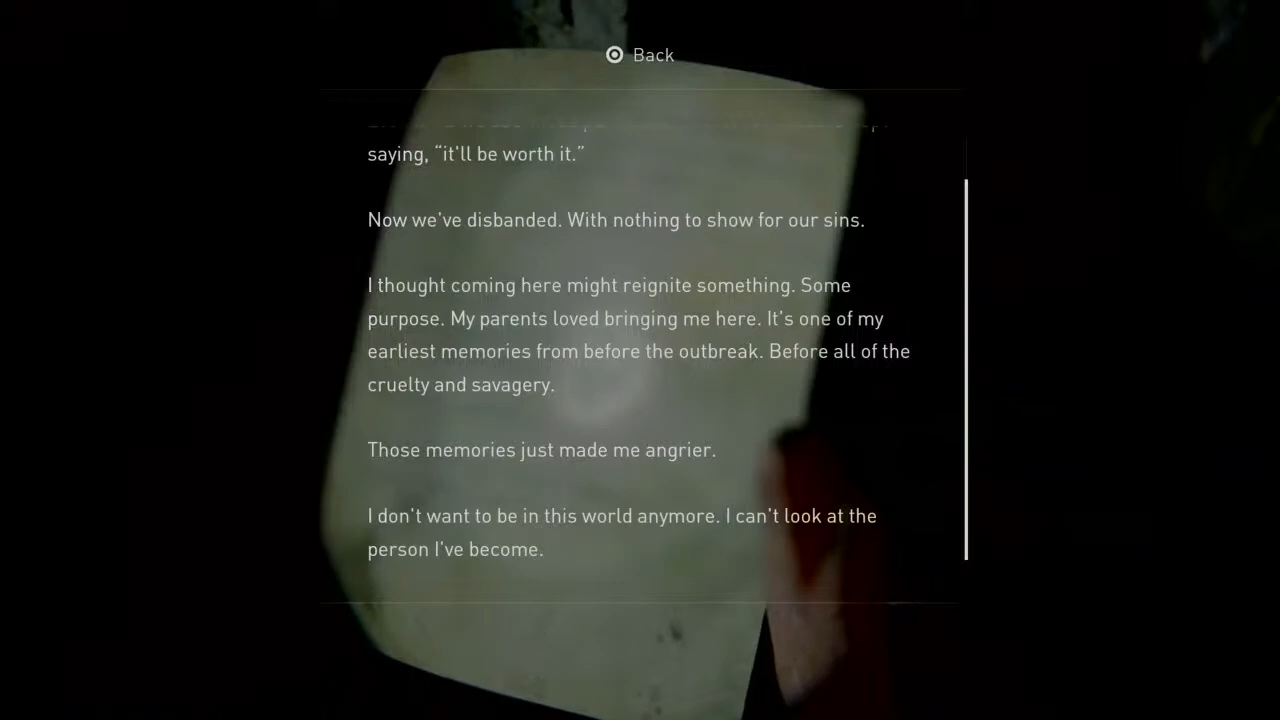 Back
saying, “it'll be worth it.”
Now we've disbanded. With nothing to show for our sins.
I thought coming here might reignite something. Some
purpose. My parents loved bringing me here. It's one of my
earliest memories from before the outbreak. Before all of the
cruelty and savagery.
Those memories just made me angrier.
I don't want to be in this world anymore. I can't look at the
person I've become.